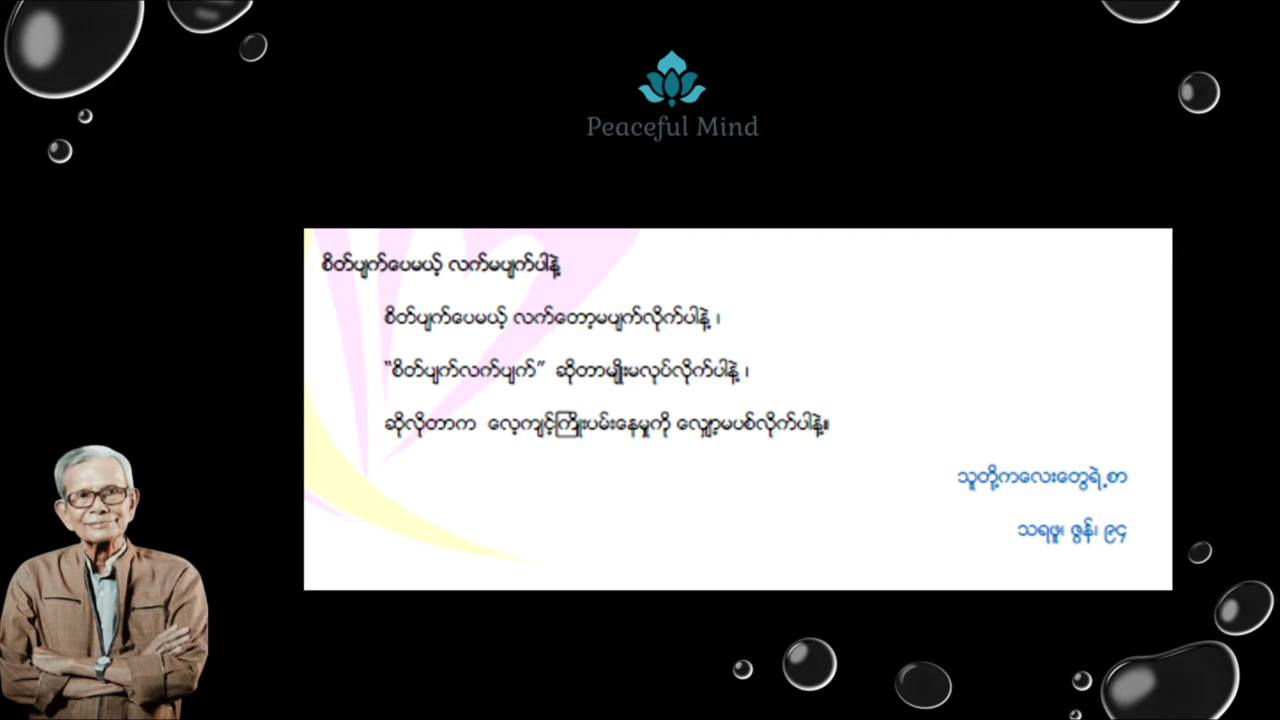 Peaceful Mind
စိတ်ပျက်ပေမယ့် လက်မပျက်ပါနဲ့
စိတ်ပျက်ပေမယ့် လက်တော့မပျက်လိုက်ပါနဲ့ ၊
“စိတ်ပျက်လက်ပျက်” ဆိုတာမျိုးမလုပ်လိုက်ပါနဲ့ ၊
ဆိုလိုတာက လေ့ကျင့်ကြိုးပမ်းနေမှုကို လျှော့မပစ်လိုက်ပါနဲ့။
သူတို့ကလေးတွေရဲ့စာ
သရဖူ၊ ဇွန်၊ ၉၄